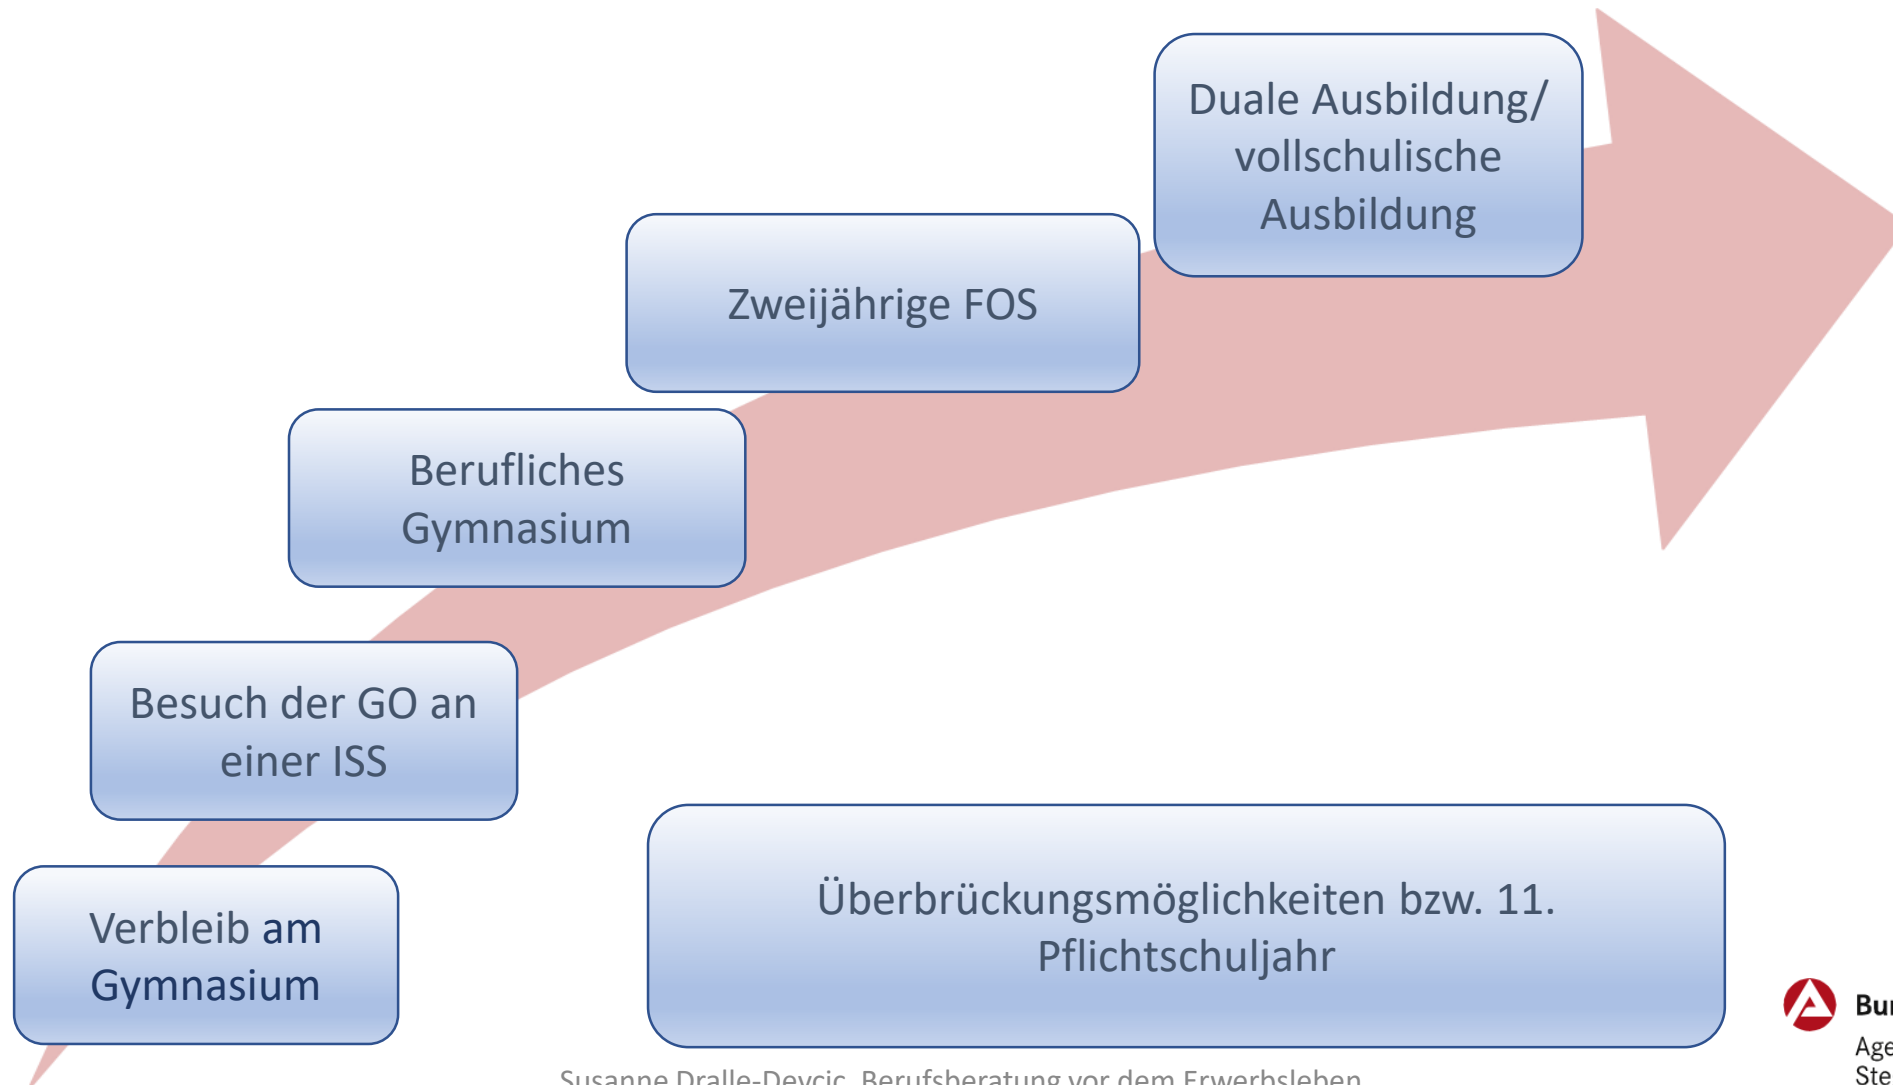 Duale Ausbildung/
vollschulische
Ausbildung
Zweijährige FOS
Berufliches
Gymnasium
Besuch der GO an
einer ISS
Verbleib am
Gymnasium
Überbrückungsmöglichkeiten bzw. 11.
Pflichtschuljahr
Susanne Dralle-Devcic, Berufsberatung vor dem Erwerbsleben